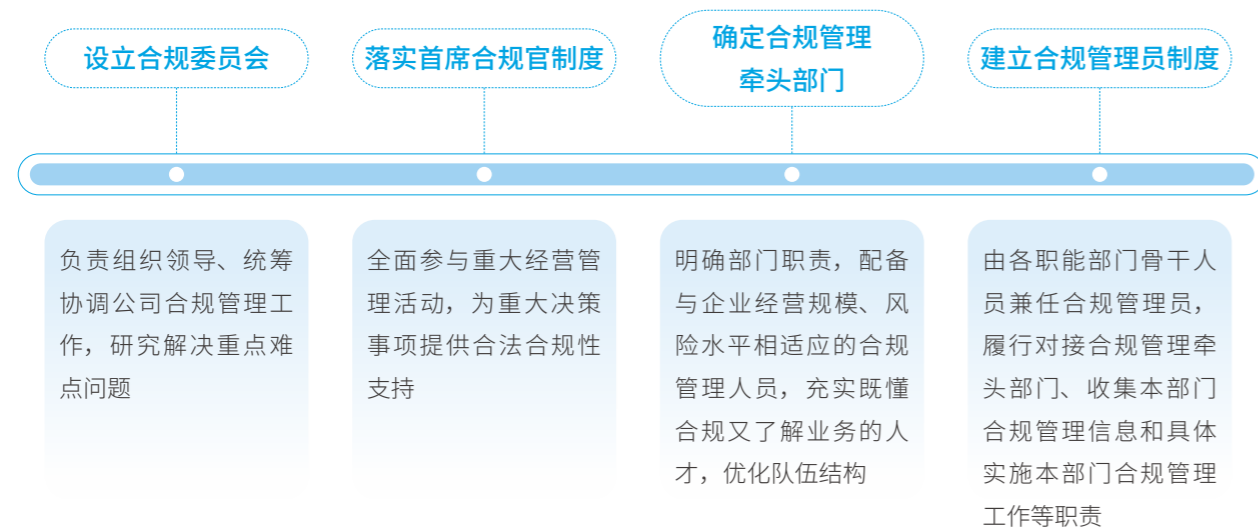 设立合规委员会
落实首席合规官制度
确定合规管理
牵头部门
建立合规管理员制度
负责组织领导、统筹
协调公司合规管理工
作，研究解决重点难
点问题
全面参与重大经营管
理活动，为重大决策
事项提供合法合规性
支持
明确部门职责，配备
与企业经营规模、风
险水平相适应的合规
管理人员，充实既懂
合规又了解业务的人
才，优化队伍结构
由各职能部门骨干人
员兼任合规管理员，
履行对接合规管理牵
头部门、收集本部门
合规管理信息和具体
实施本部门合规管理
工作等职责